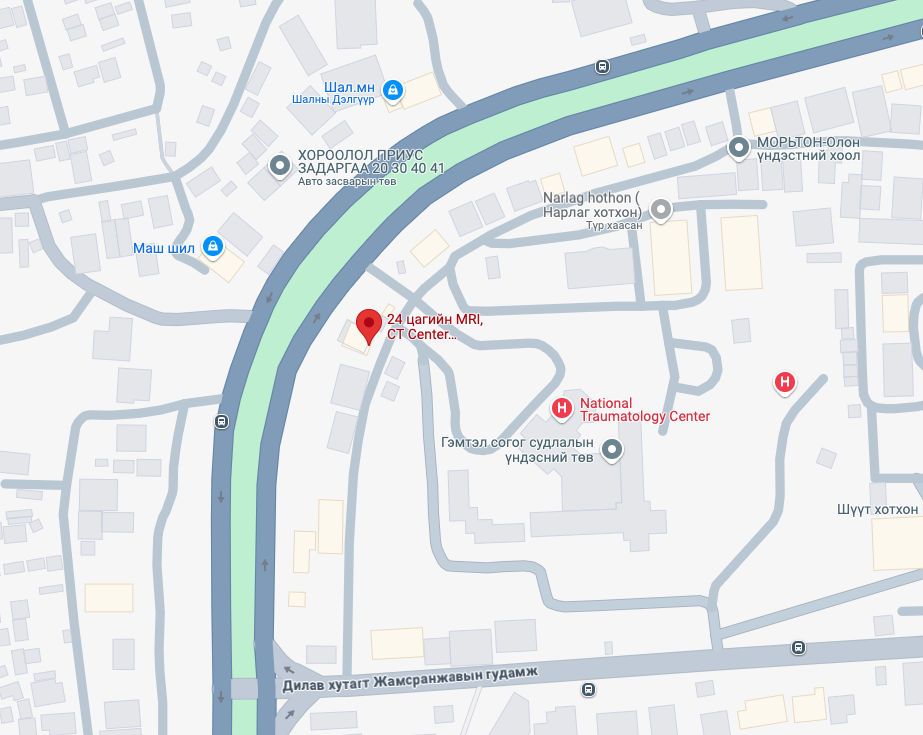 Шал.мн
Шалны Дэлгүүр
ХОРООЛОЛ ПРИУС
ЗАДАРГАА 20 30 40 41
Авто засварын төв
МОРЬТОН-Олон
үндэстний хоол
Narlag hothon (
Нарлаг хотхон)
Түр хаасан
Маш шил
24 цагийн MRI,
CT Center...
H
H
National
Traumatology Center
Гэмтэл согог судлалын
үндэсний төв
Шүүт хотхон
Дилав хутагт Жамсранжавын гудамж